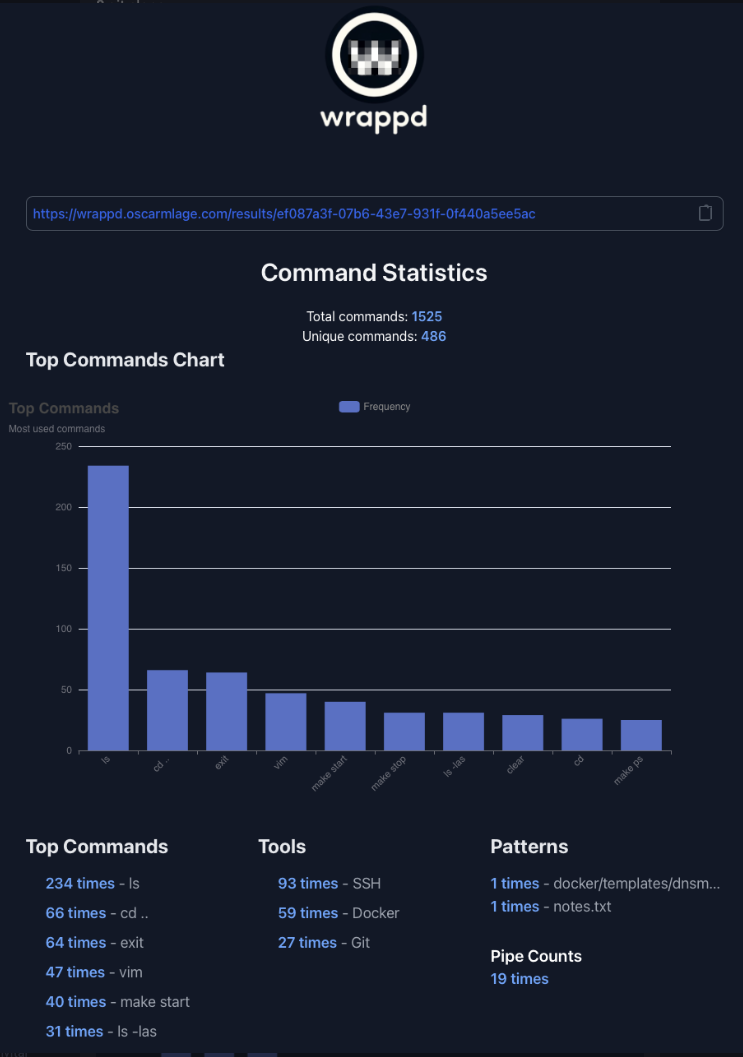 W
wrappd
https://wrappd.oscarmlage.com/results/ef087a3f-07b6-43e7-931f-0f440a5ee5ac
Command Statistics
Total commands: 1525
Unique commands: 486
Top Commands Chart
Top Commands
Frequency
Most used commands
250
200
150
100
50
0
ls
cd ..
exit
vim
make start
make stop
ls -las
clear
cd
make ps
Top Commands
234 times - ls
66 times - cd ..
64 times - exit
47 times - vim
40 times - make start
31 times - ls -las
Tools
93 times - SSH
59 times - Docker
27 times - Git
Patterns
1 times - docker/templates/dnsm...
1 times - notes.txt
Pipe Counts
19 times